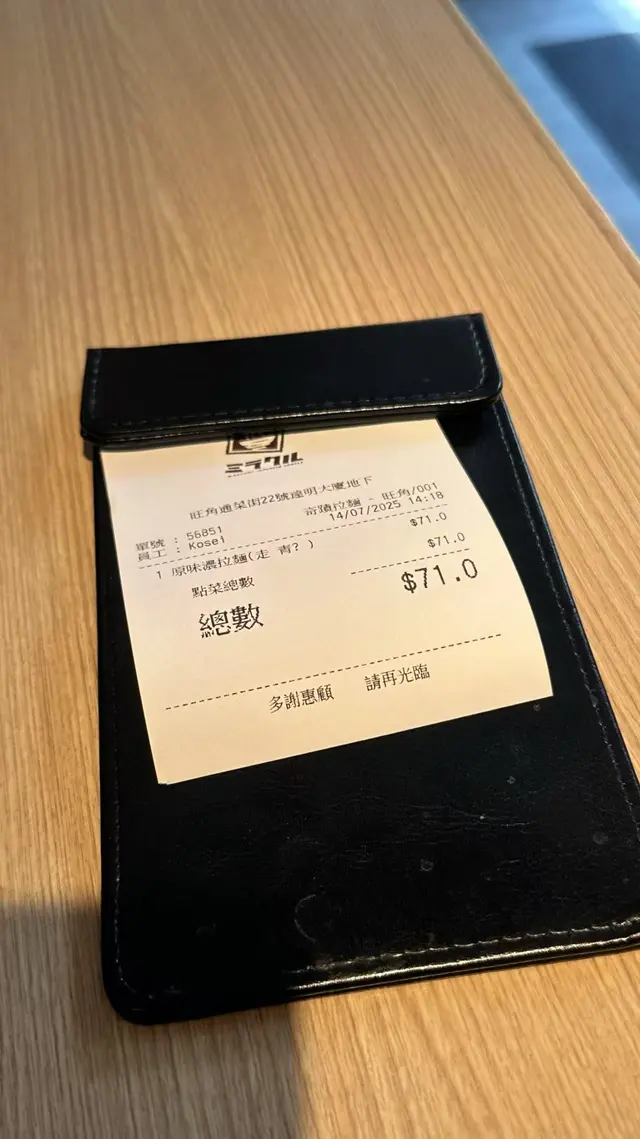 ミラクル
旺角通菜街22號達明大廈地下
奇蹟拉麵 - 旺角/001
單號 : 56851 14/07/2025 14:18
員工 : Kosei
1 原味濃拉麵(走 青? ) $71.0
點菜總數 $71.0
總數 $71.0
多謝惠顧 請再光臨